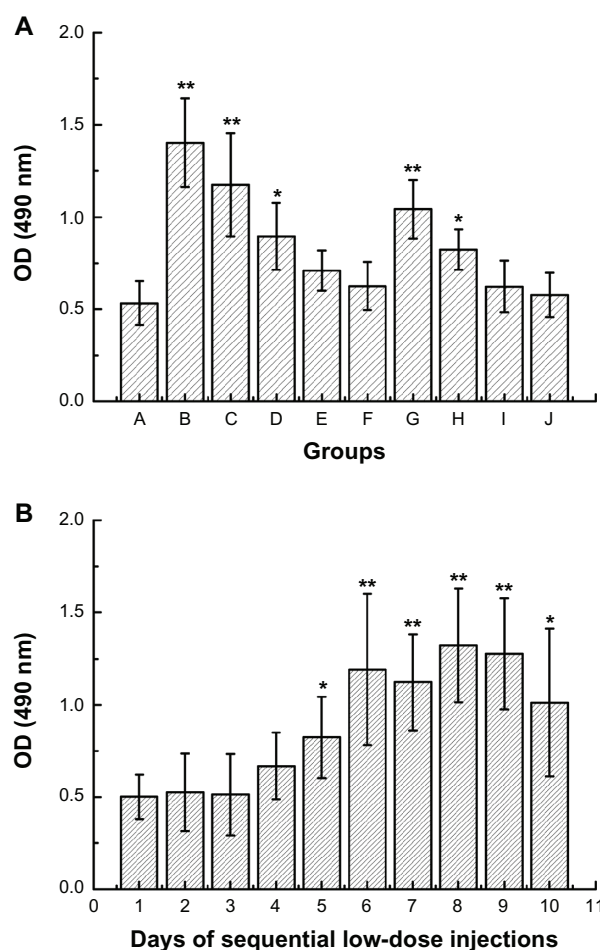 A
2.0
1.5
1.0
0.5
0.0
OD (490 nm)
** ** * ** *
A B C D E F G H I J
Groups
B
2.0
1.5
1.0
0.5
0.0
OD (490 nm)
* ** ** ** ** *
0 1 2 3 4 5 6 7 8 9 10 11
Days of sequential low-dose injections